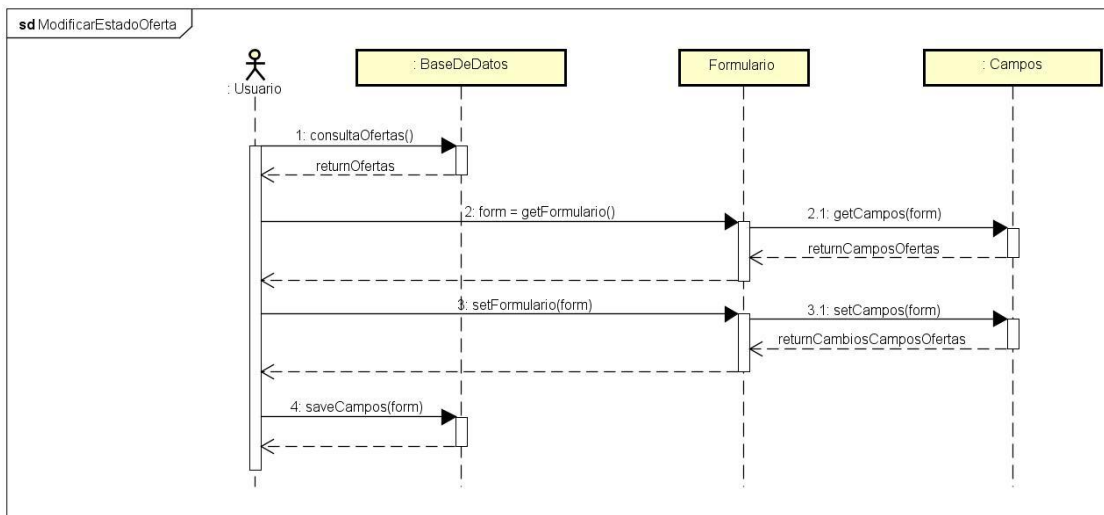 sd ModificarEstadoOferta
: Usuario
: BaseDeDatos
Formulario
: Campos
1: consultaOfertas()
returnOfertas
2: form = getFormulario()
2.1: getCampos(form)
returnCamposOfertas
3: setFormulario(form)
3.1: setCampos(form)
returnCambiosCamposOfertas
4: saveCampos(form)